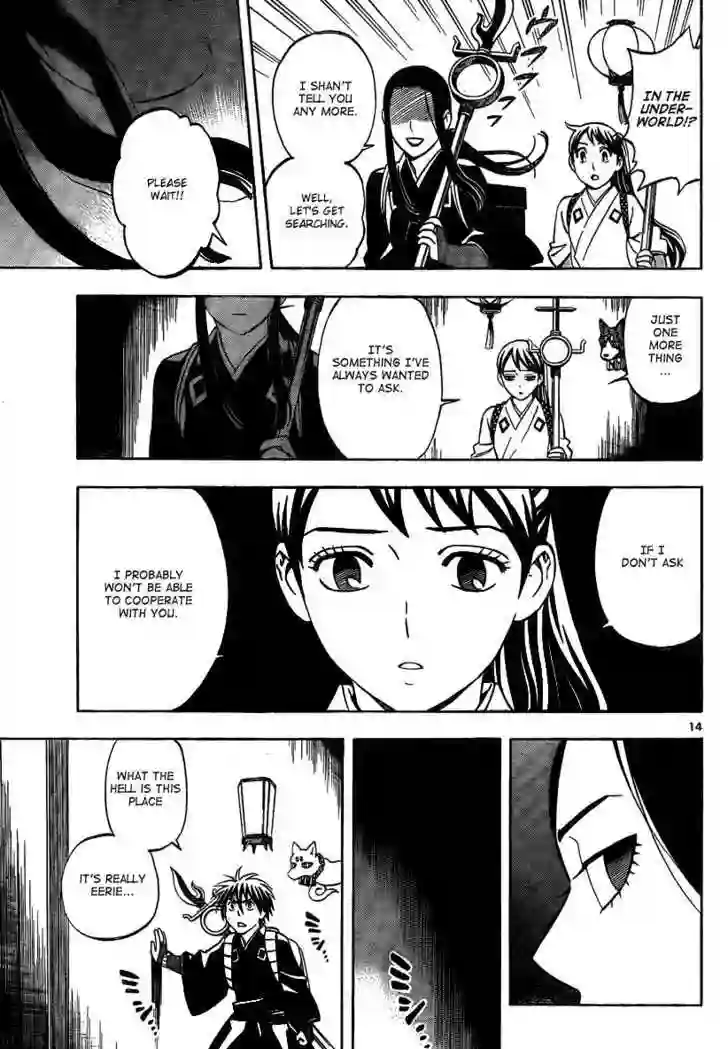 IN THE
UNDER-
WORLD!?
I SHAN'T
TELL YOU
ANY MORE.
WELL,
LET'S GET
SEARCHING.
PLEASE
WAIT!!
JUST
ONE
MORE
THING
...
IT'S
SOMETHING I'VE
ALWAYS WANTED
TO ASK.
IF I
DON'T ASK
I PROBABLY
WON'T BE ABLE
TO COOPERATE
WITH YOU.
14
WHAT THE
HELL IS THIS
PLACE
IT'S REALLY
EERIE...